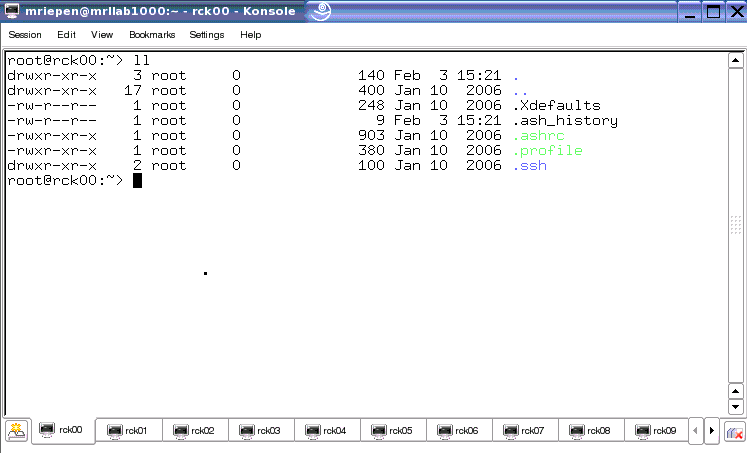 mriepen@mrllab1000:~ - rck00 - Konsole
Session Edit View Bookmarks Settings Help
root@rck00:~> ll
drwxr-xr-x    3 root     0             140 Feb  3 15:21 .
drwxr-xr-x   17 root     0             400 Jan 10  2006 ..
-rw-r--r--    1 root     0             248 Jan 10  2006 .Xdefaults
-rw-r--r--    1 root     0               9 Feb  3 15:21 .ash_history
-rwxr-xr-x    1 root     0             903 Jan 10  2006 .ashrc
-rwxr-xr-x    1 root     0             380 Jan 10  2006 .profile
drwxr-xr-x    2 root     0             100 Jan 10  2006 .ssh
root@rck00:~>
rck00 rck01 rck02 rck03 rck04 rck05 rck06 rck07 rck08 rck09